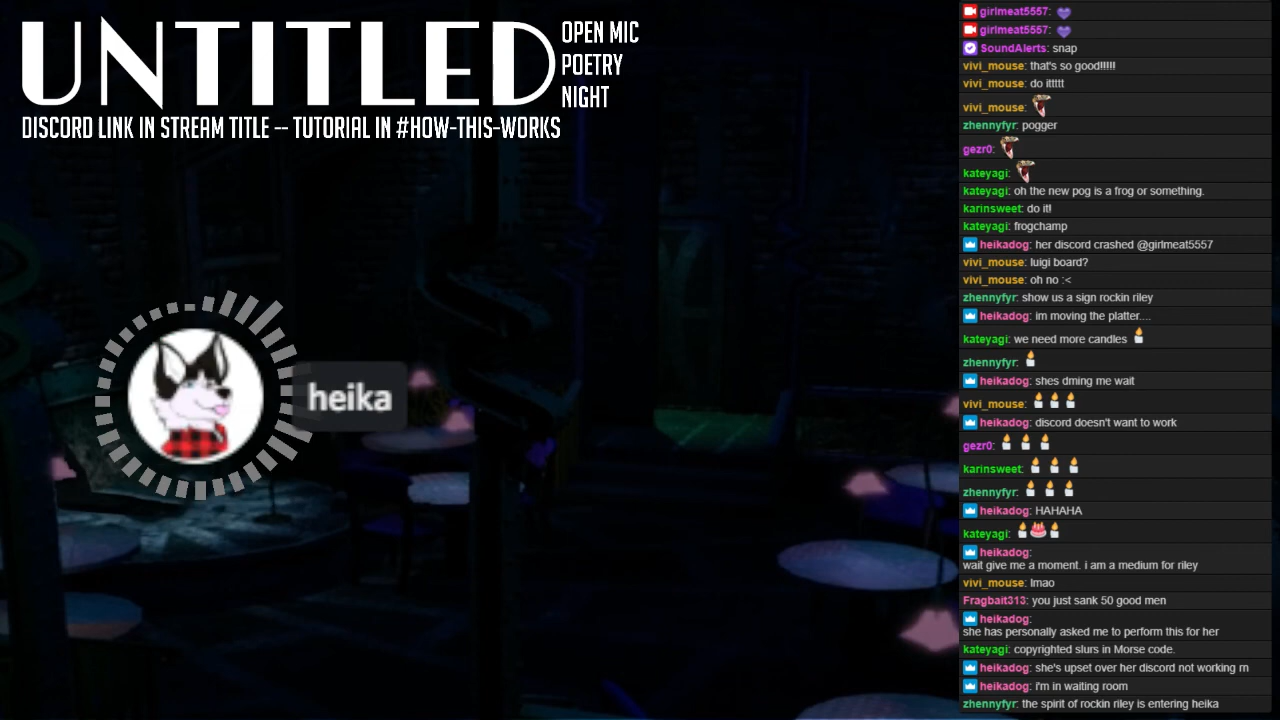 UNTITLED
OPEN MIC
POETRY
NIGHT
DISCORD LINK IN STREAM TITLE -- TUTORIAL IN #HOW-THIS-WORKS
heika
girlmeat5557:
girlmeat5557:
SoundAlerts: snap
vivi_mouse: that's so good!!!!!
vivi_mouse: do ittttt
vivi_mouse:
zhennyfyr: pogger
gezr0:
kateyagi:
kateyagi: oh the new pog is a frog or something.
karinsweet: do it!
kateyagi: frogchamp
heikadog: her discord crashed @girlmeat5557
vivi_mouse: luigi board?
vivi_mouse: oh no :<
zhennyfyr: show us a sign rockin riley
heikadog: im moving the platter....
kateyagi: we need more candles
zhennyfyr:
heikadog: shes dming me wait
vivi_mouse:
heikadog: discord doesn't want to work
gezr0:
karinsweet:
zhennyfyr:
heikadog: HAHAHA
kateyagi:
heikadog:
wait give me a moment. i am a medium for riley
vivi_mouse: lmao
Fragbait313: you just sank 50 good men
heikadog:
she has personally asked me to perform this for her
kateyagi: copyrighted slurs in Morse code.
heikadog: she's upset over her discord not working rn
heikadog: i'm in waiting room
zhennyfyr: the spirit of rockin riley is entering heika